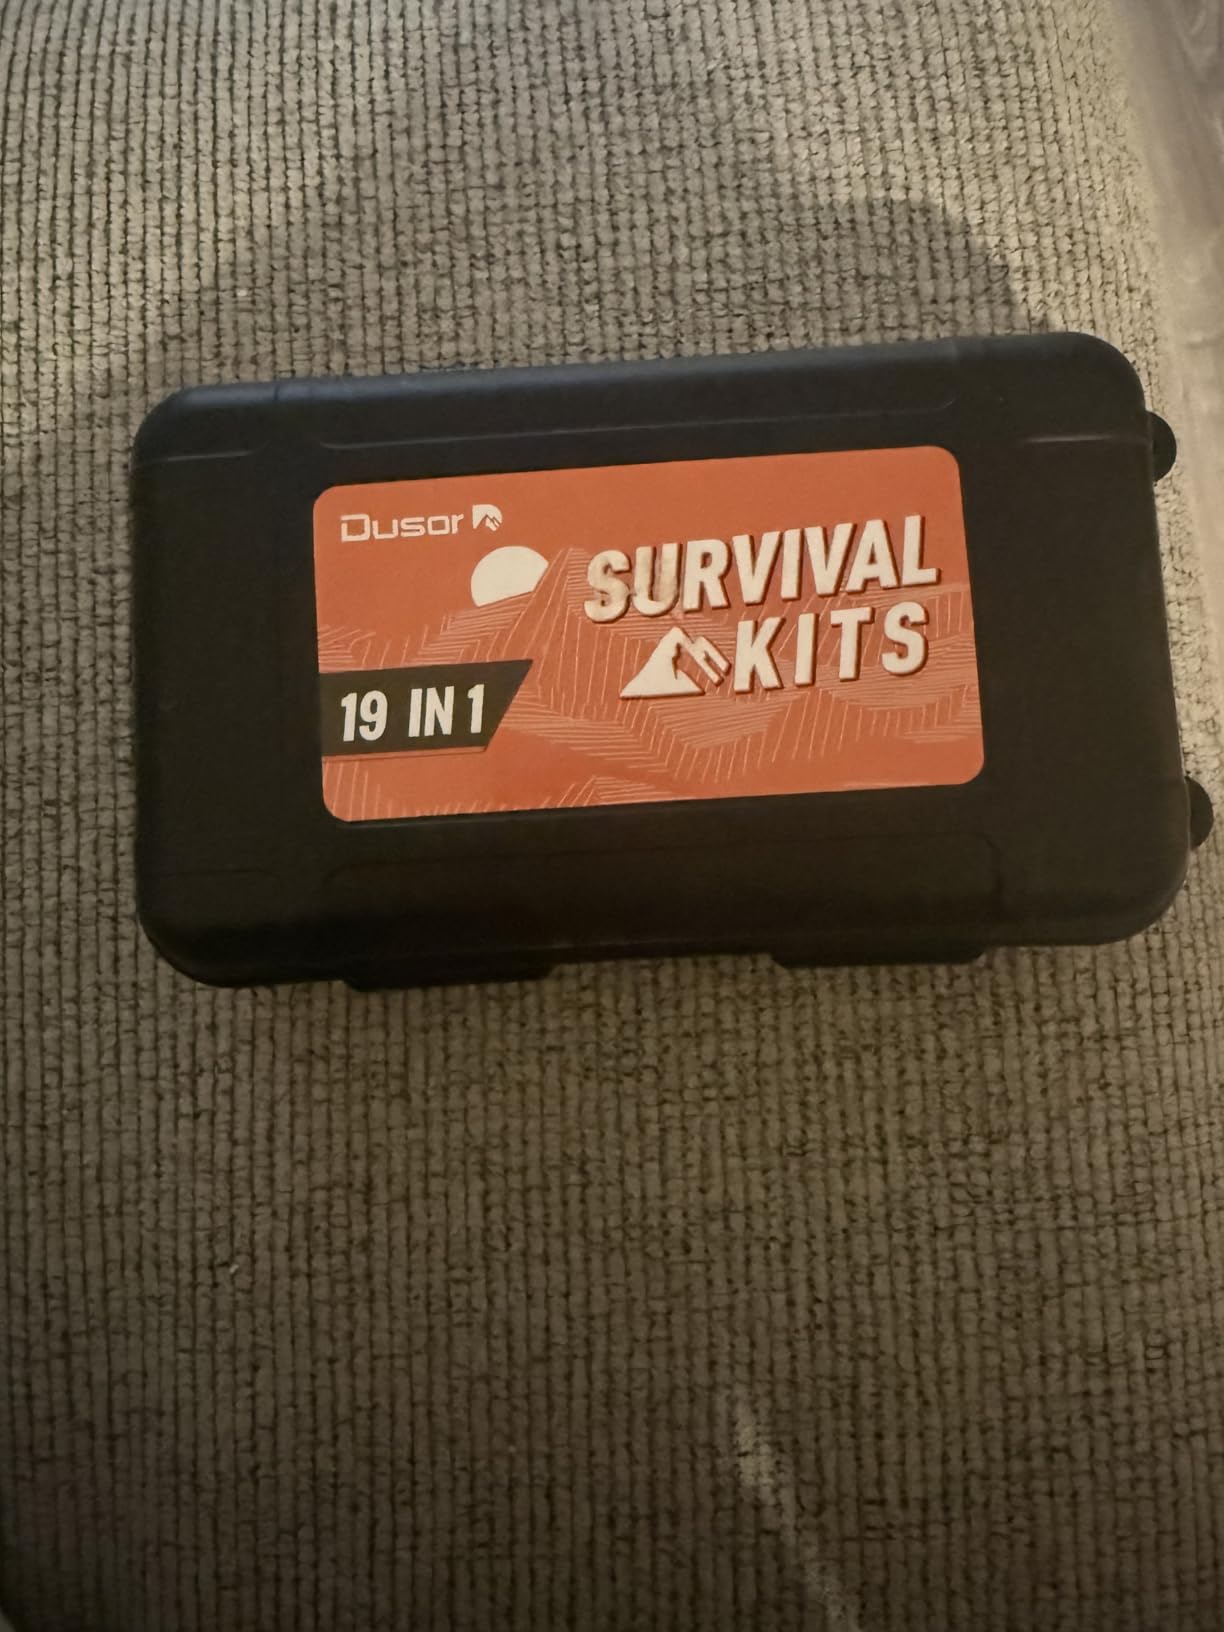 Dusor
SURVIVAL
KITS
19 IN 1